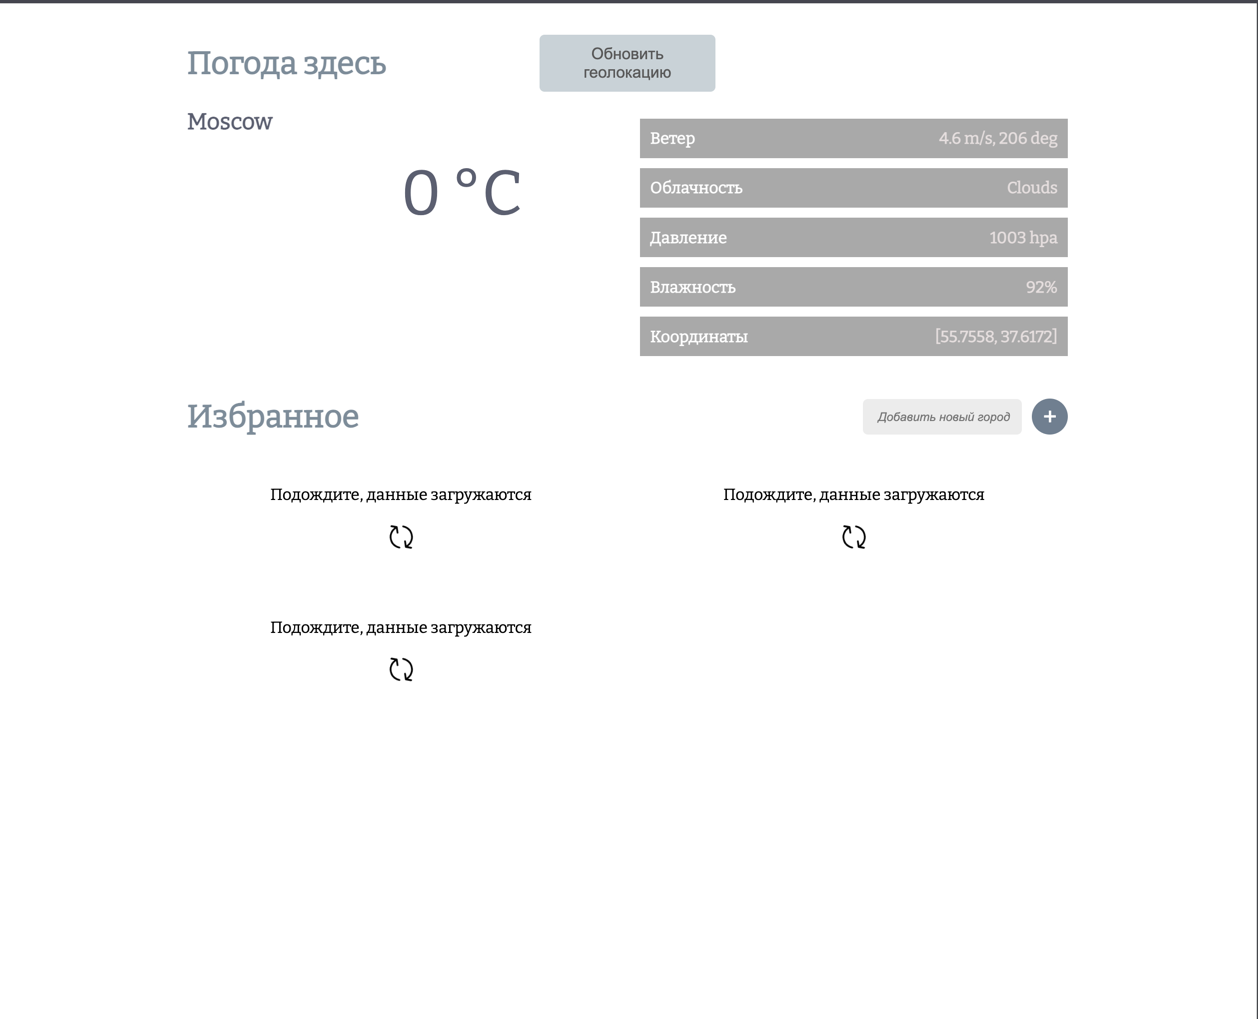 Погода здесь
Обновить
геолокацию
Moscow
0 °C
Ветер 4.6 m/s, 206 deg
Облачность Clouds
Давление 1003 hpa
Влажность 92%
Координаты [55.7558, 37.6172]
Избранное
Добавить новый город +
Подождите, данные загружаются
Подождите, данные загружаются
Подождите, данные загружаются